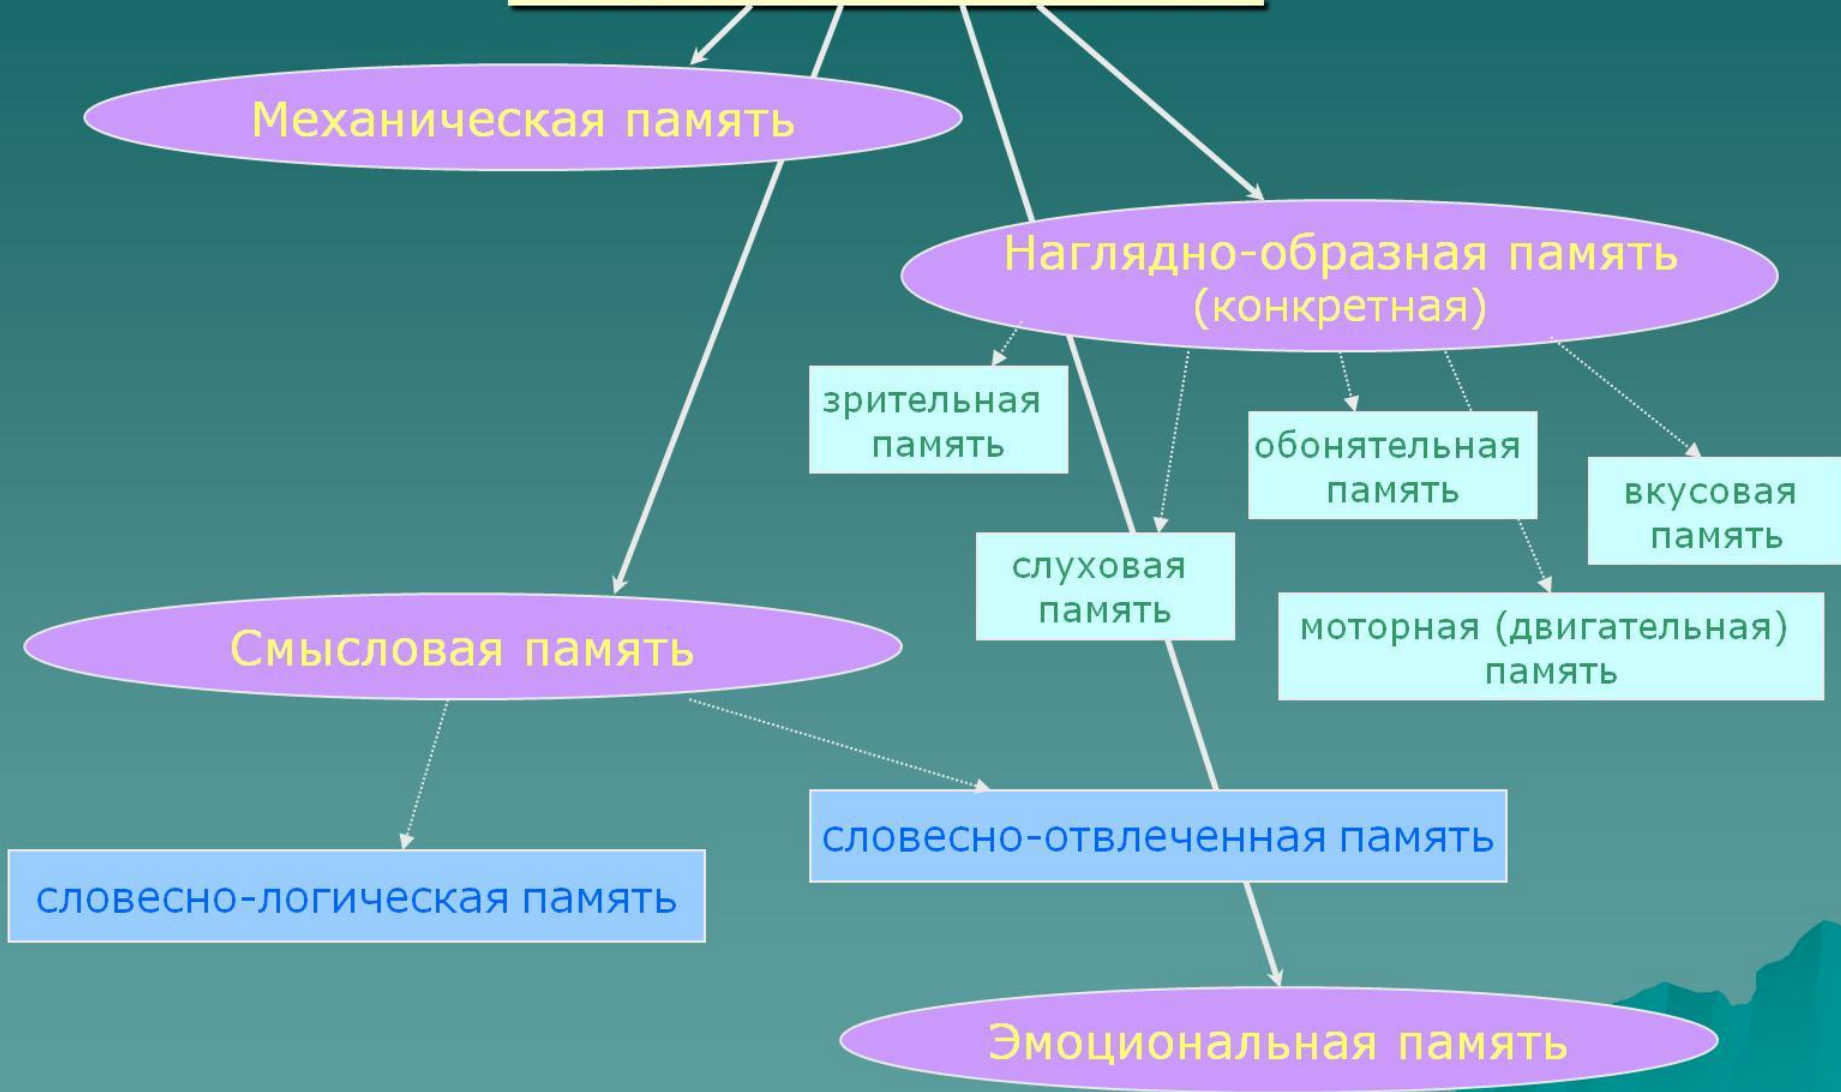 Механическая память
Наглядно-образная память
(конкретная)
зрительная
память
обонятельная
память
вкусовая
память
слуховая
память
моторная (двигательная)
память
Смысловая память
словесно-отвлеченная память
словесно-логическая память
Эмоциональная память